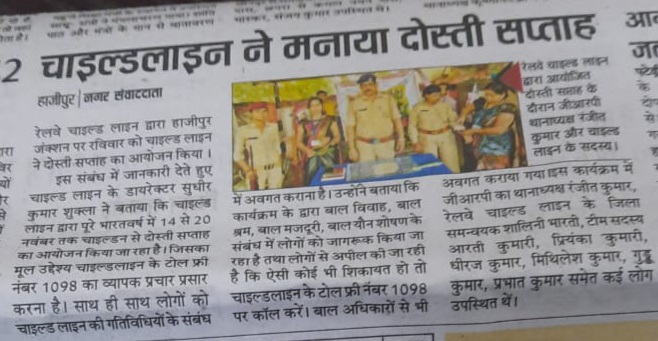 चाइल्डलाइन ने मनाया दोस्ती सप्ताह
हाजीपुर | नगर संवाददाता
रेलवे चाइल्ड लाइन द्वारा हाजीपुर
जंक्शन पर रविवार को चाइल्ड लाइन
ने दोस्ती सप्ताह का आयोजन किया।
इस संबंध में जानकारी देते हुए
चाइल्ड लाइन के डायरेक्टर सुधीर
कुमार शुक्ला ने बताया कि चाइल्ड
लाइन द्वारा पूरे भारतवर्ष में 14 से 20
नवंबर तक चाइल्डन से दोस्ती सप्ताह
का आयोजन किया जा रहा है। जिसका
मूल उद्देश्य चाइल्डलाइन के टोल फ्री
नंबर 1098 का व्यापक प्रचार प्रसार
करना है। साथ ही साथ लोगों को
चाइल्ड लाइन की गतिविधियों के संबंध
रेलवे चाइल्ड लाइन
द्वारा आयोजित
दोस्ती सप्ताह के
दौरान जीआरपी
थानाध्यक्ष रंजीत
कुमार और चाइल्ड
लाइन के सदस्य।
में अवगत कराना है। उन्होंने बताया कि
कार्यक्रम के द्वारा बाल विवाह, बाल
श्रम, बाल मजदूरी, बाल यौन शोषण के
संबंध में लोगों को जागरूक किया जा
रहा है तथा लोगों से अपील की जा रही
है कि ऐसी कोई भी शिकायत हो तो
चाइल्डलाइन के टोल फ्री नंबर 1098
पर कॉल करें। बाल अधिकारों से भी
अवगत कराया गया। इस कार्यक्रम में
जीआरपी का थानाध्यक्ष रंजीत कुमार,
रेलवे चाइल्ड लाइन के जिला
समन्वयक शालिनी भारती, टीम सदस्य
आरती कुमारी, प्रियंका कुमारी,
धीरज कुमार, मिथिलेश कुमार, गुड्डू
कुमार, प्रभात कुमार समेत कई लोग
उपस्थित थें।